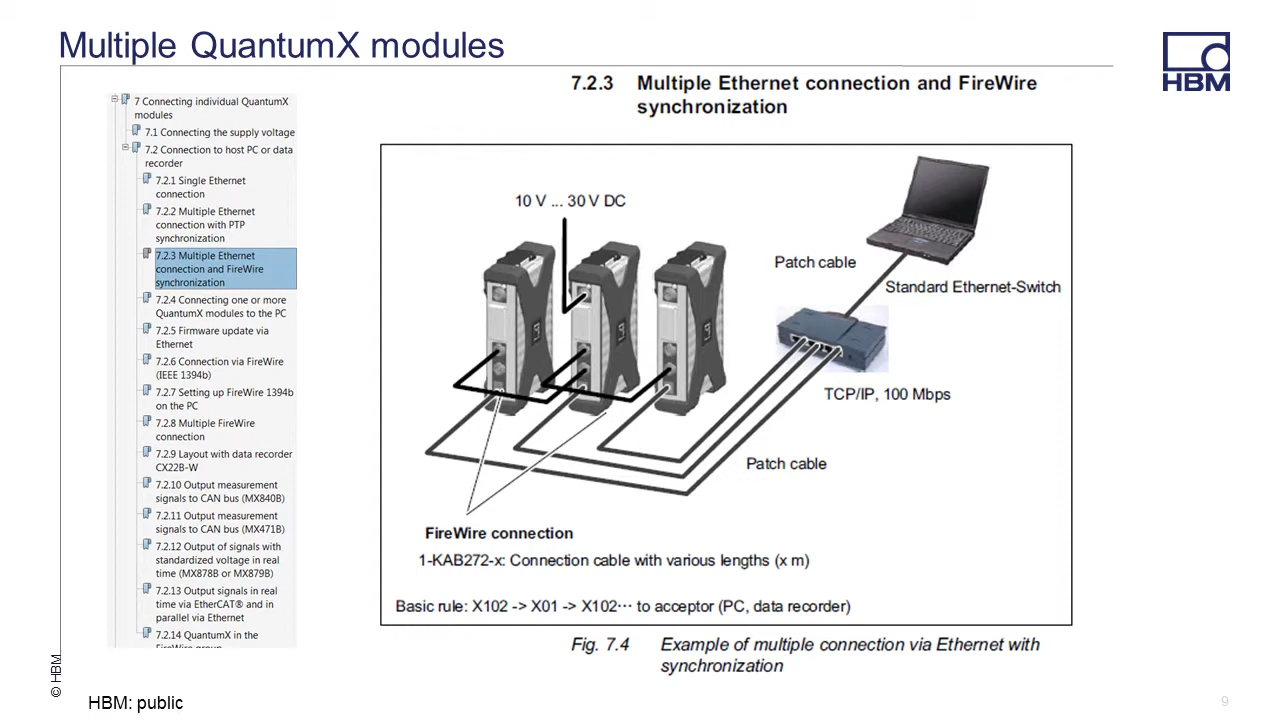 Multiple QuantumX modules
HBM
7 Connecting individual QuantumX
modules
7.1 Connecting the supply voltage
7.2 Connection to host PC or data
recorder
7.2.1 Single Ethernet
connection
7.2.2 Multiple Ethernet
connection with PTP
synchronization
7.2.3 Multiple Ethernet
connection and FireWire
synchronization
7.2.4 Connecting one or more
QuantumX modules to the PC
7.2.5 Firmware update via
Ethernet
7.2.6 Connection via FireWire
(IEEE 1394b)
7.2.7 Setting up FireWire 1394b
on the PC
7.2.8 Multiple FireWire
connection
7.2.9 Layout with data recorder
CX22B-W
7.2.10 Output measurement
signals to CAN bus (MX840B)
7.2.11 Output measurement
signals to CAN bus (MX471B)
7.2.12 Output of signals with
standardized voltage in real
time (MX878B or MX879B)
7.2.13 Output signals in real
time via EtherCAT® and in
parallel via Ethernet
7.2.14 QuantumX in the
FireWire group
7.2.3 Multiple Ethernet connection and FireWire
synchronization
10 V ... 30 V DC
Patch cable
Standard Ethernet-Switch
TCP/IP, 100 Mbps
Patch cable
FireWire connection
1-KAB272-x: Connection cable with various lengths (x m)
Basic rule: X102 -> X01 -> X102··· to acceptor (PC, data recorder)
Fig. 7.4 Example of multiple connection via Ethernet with
synchronization
© HBM
HBM: public
9